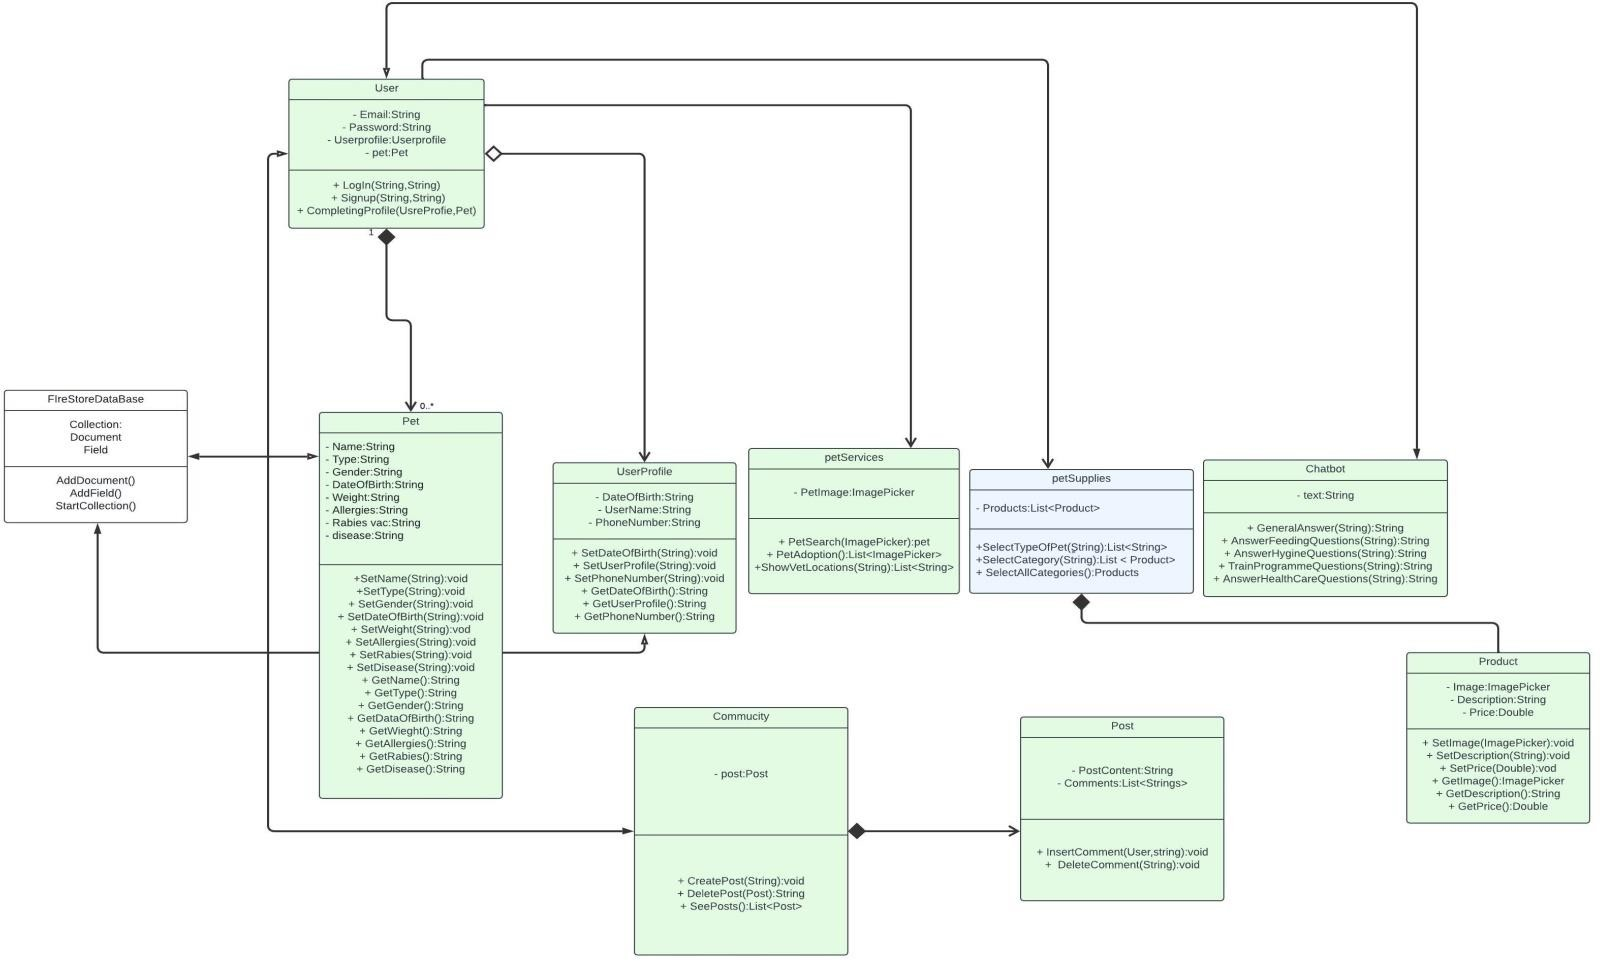 User
- Email:String
- Password:String
- Userprofile:Userprofile
- pet:Pet
+ LogIn(String,String)
+ Signup(String,String)
+ CompletingProfile(UsreProfie,Pet)
1
0..*
FIreStoreDataBase
Collection:
Document
Field
AddDocument()
AddField()
StartCollection()
Pet
- Name:String
- Type:String
- Gender:String
- DateOfBirth:String
- Weight:String
- Allergies:String
- Rabies vac:String
- disease:String
+SetName(String):void
+SetType(String):void
+ SetGender(String):void
+ SetDateOfBirth(String):void
+ SetWeight(String):vod
+ SetAllergies(String):void
+ SetRabies(String):void
+ SetDisease(String):void
+ GetName():String
+ GetType():String
+ GetGender():String
+ GetDataOfBirth():String
+ GetWieght():String
+ GetAllergies():String
+ GetRabies():String
+ GetDisease():String
UserProfile
- DateOfBirth:String
- UserName:String
- PhoneNumber:String
+ SetDateOfBirth(String):void
+ SetUserProfile(String):void
+ SetPhoneNumber(String):void
+ GetDateOfBirth():String
+ GetUserProfile():String
+ GetPhoneNumber():String
petServices
- PetImage:ImagePicker
+ PetSearch(ImagePicker):pet
+ PetAdoption():List<ImagePicker>
+ShowVetLocations(String):List<String>
petSupplies
- Products:List<Product>
+SelectTypeOfPet(String):List<String>
+SelectCategory(String):List < Product>
+ SelectAllCategories():Products
Chatbot
- text:String
+ GeneralAnswer(String):String
+ AnswerFeedingQuestions(String):String
+ AnswerHygineQuestions(String):String
+ TrainProgrammeQuestions(String):String
+ AnswerHealthCareQuestions(String):String
Product
- Image:ImagePicker
- Description:String
- Price:Double
+ SetImage(ImagePicker):void
+ SetDescription(String):void
+ SetPrice(Double):vod
+ GetImage():ImagePicker
+ GetDescription():String
+ GetPrice():Double
Commucity
- post:Post
+ CreatePost(String):void
+ DeletePost(Post):String
+ SeePosts():List<Post>
Post
- PostContent:String
- Comments:List<Strings>
+ InsertComment(User,string):void
+ DeleteComment(String):void